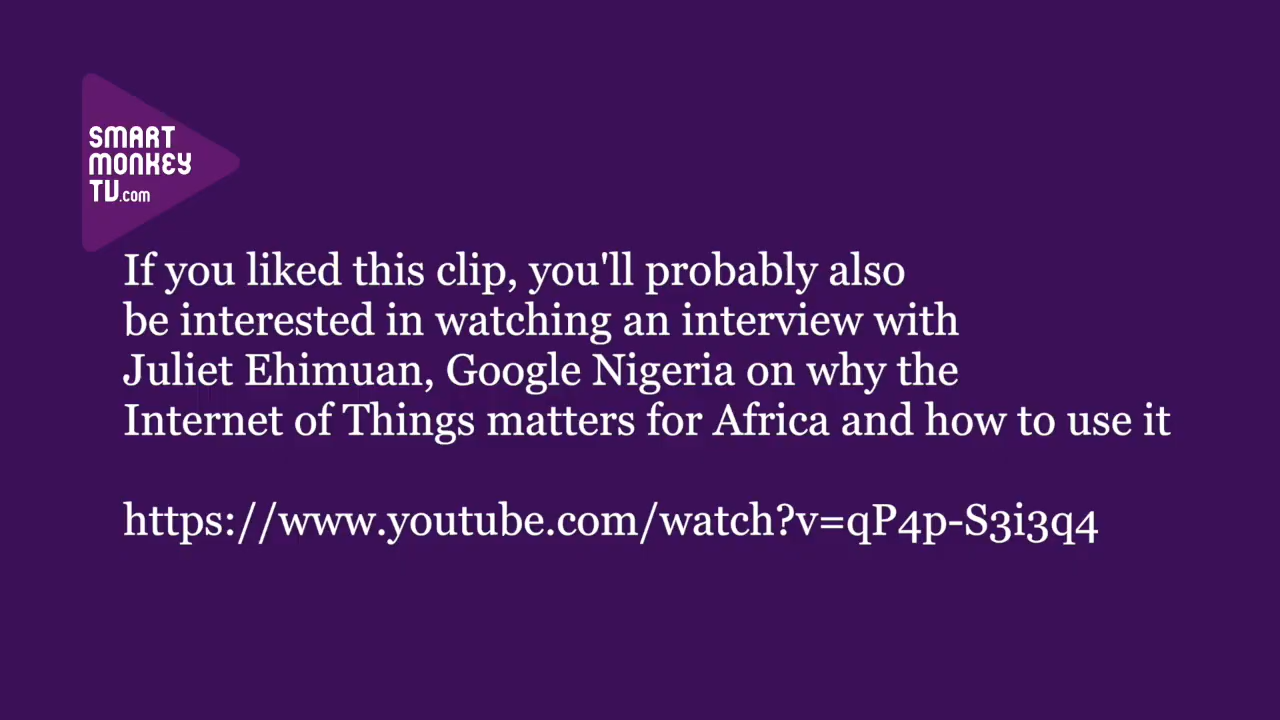 SMART
MONKEY
TV.com
If you liked this clip, you'll probably also
be interested in watching an interview with
Juliet Ehimuan, Google Nigeria on why the
Internet of Things matters for Africa and how to use it
https://www.youtube.com/watch?v=qP4p-S3i3q4